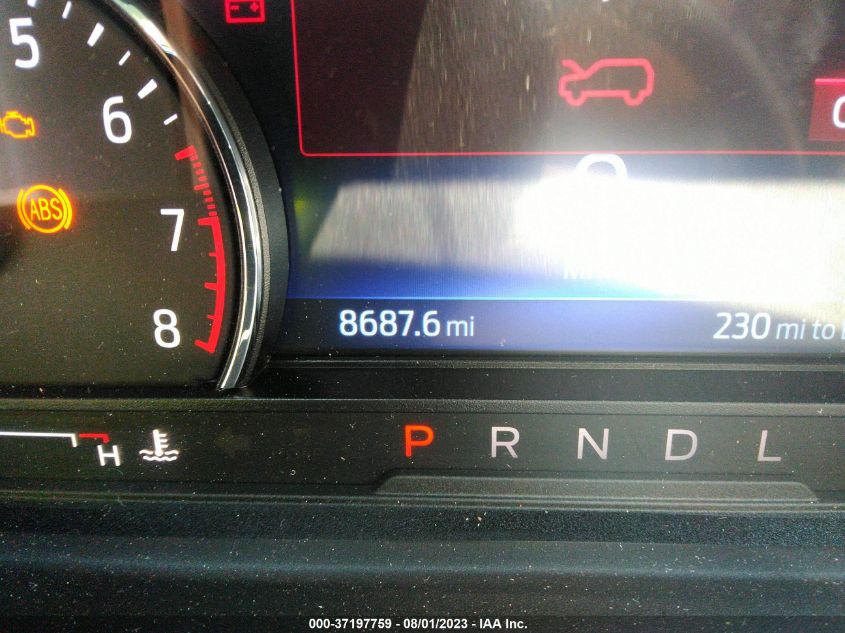 5
6
ABS
7
8
8687.6 mi
230 mi to
H
P R N D L
000-37197759 - 08/01/2023 - IAA Inc.